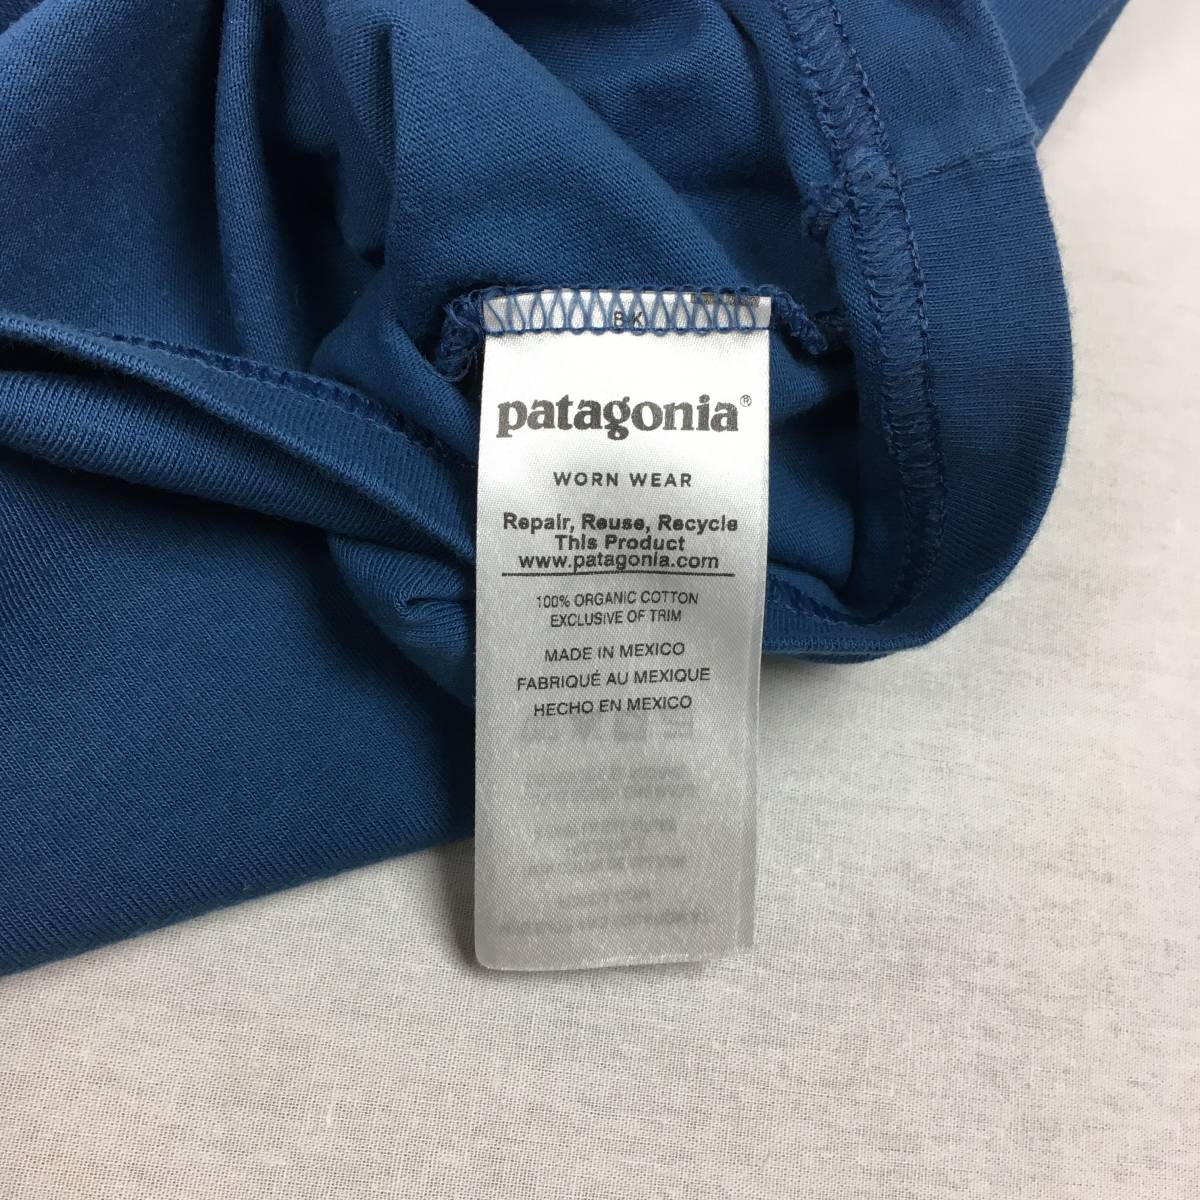 BK
patagonia®
WORN WEAR
Repair, Reuse, Recycle
This Product
www.patagonia.com
100% ORGANIC COTTON
EXCLUSIVE OF TRIM
MADE IN MEXICO
FABRIQUÉ AU MEXIQUE
HECHO EN MEXICO